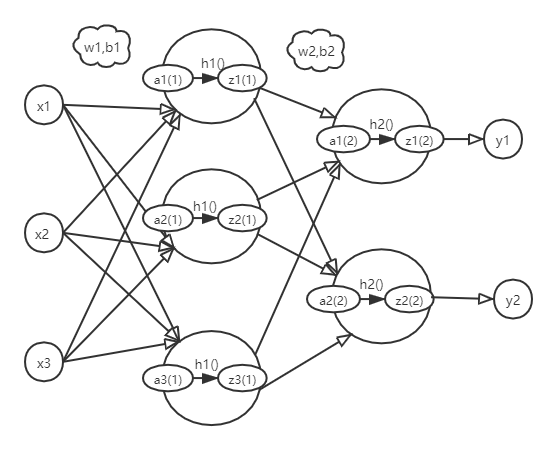 w1,b1
w2,b2
h1()
a1(1)
z1(1)
x1
h2()
a1(2)
z1(2)
y1
h1()
a2(1)
z2(1)
x2
h2()
a2(2)
z2(2)
y2
x3
h1()
a3(1)
z3(1)